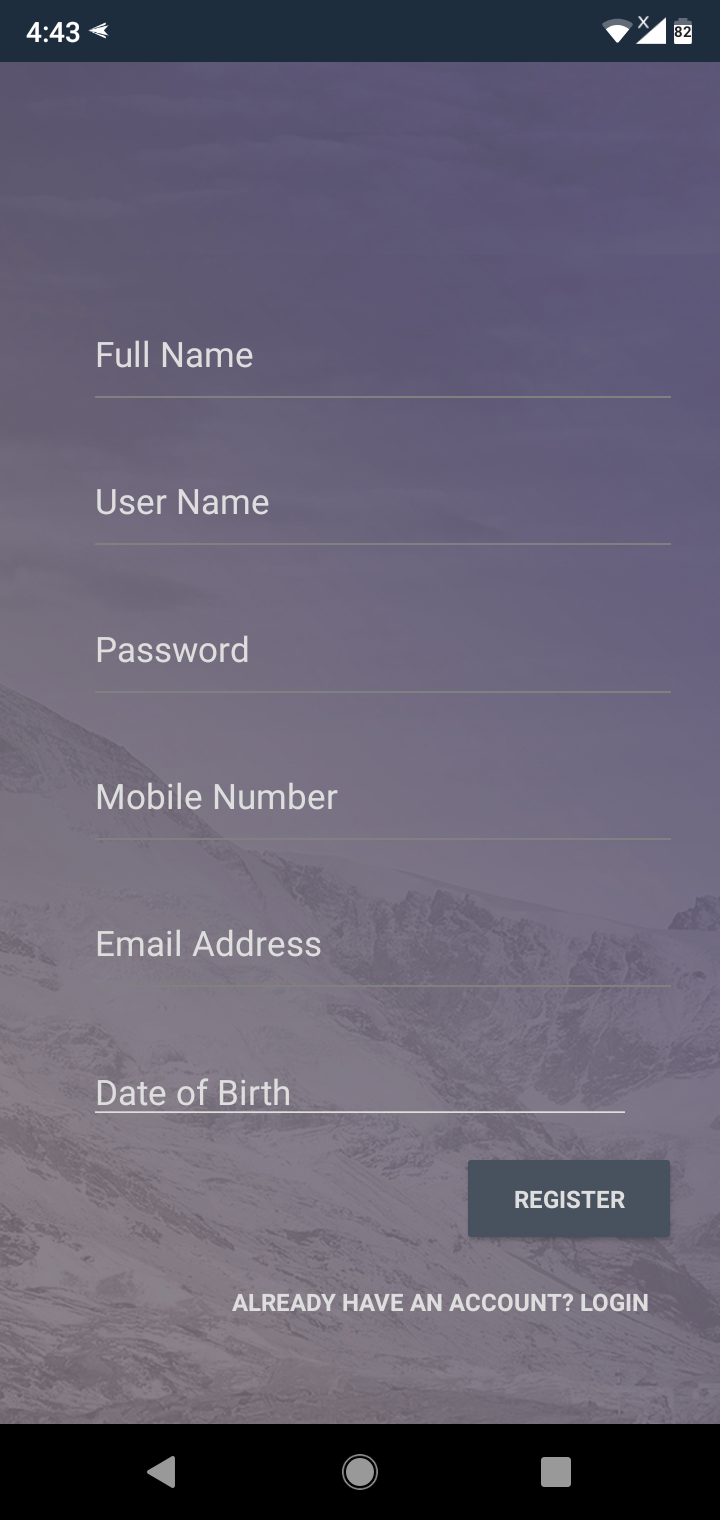 4:43
82
Full Name
User Name
Password
Mobile Number
Email Address
Date of Birth
REGISTER
ALREADY HAVE AN ACCOUNT? LOGIN